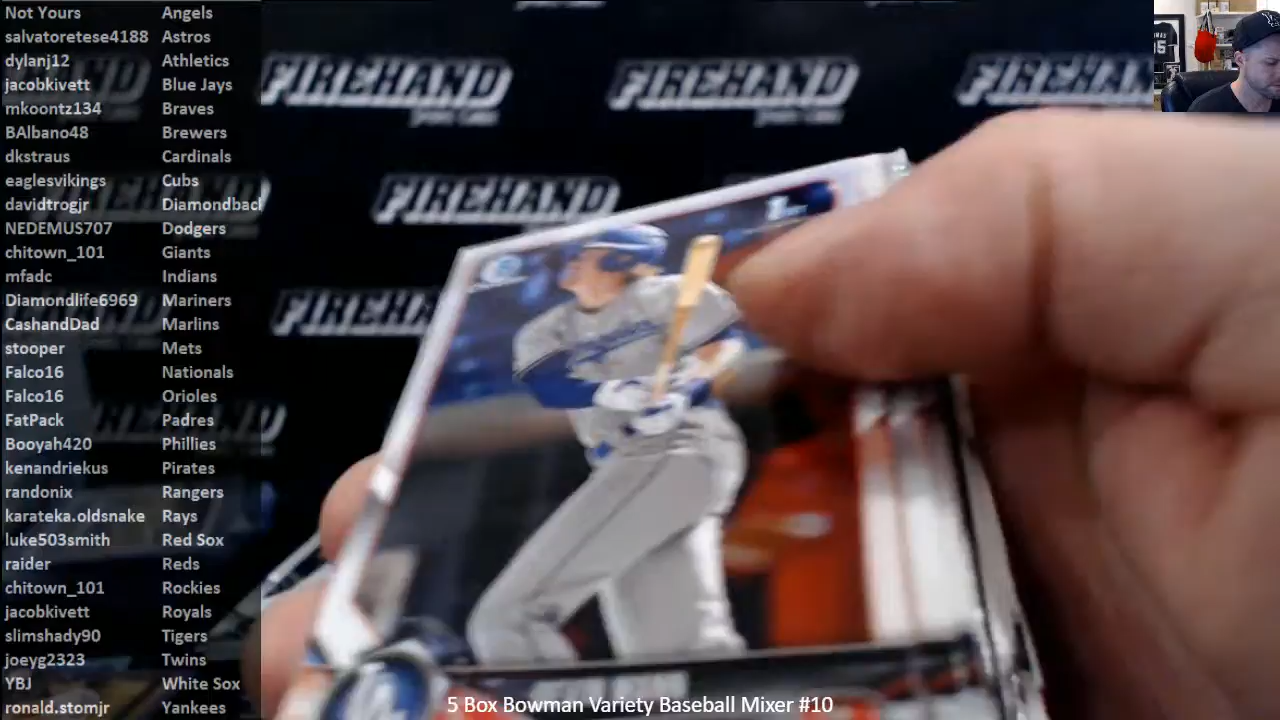 Not Yours Angels
salvatoretese4188 Astros
dylanj12 Athletics
jacobkivett Blue Jays
mkoontz134 Braves
BAlbano48 Brewers
dkstraus Cardinals
eaglesvikings Cubs
davidtrogjr Diamondback
NEDEMUS707 Dodgers
chitown_101 Giants
mfadc Indians
Diamondlife6969 Mariners
CashandDad Marlins
stooper Mets
Falco16 Nationals
Falco16 Orioles
FatPack Padres
Booyah420 Phillies
kenandriekus Pirates
randonix Rangers
karateka.oldsnake Rays
luke503smith Red Sox
raider Reds
chitown_101 Rockies
jacobkivett Royals
slimshady90 Tigers
joeyg2323 Twins
YBJ White Sox
ronald.stomjr Yankees
FIREHAND FIREHAND FIREHAND
FIREHAND
FIREHAND
5 Box Bowman Variety Baseball Mixer #10